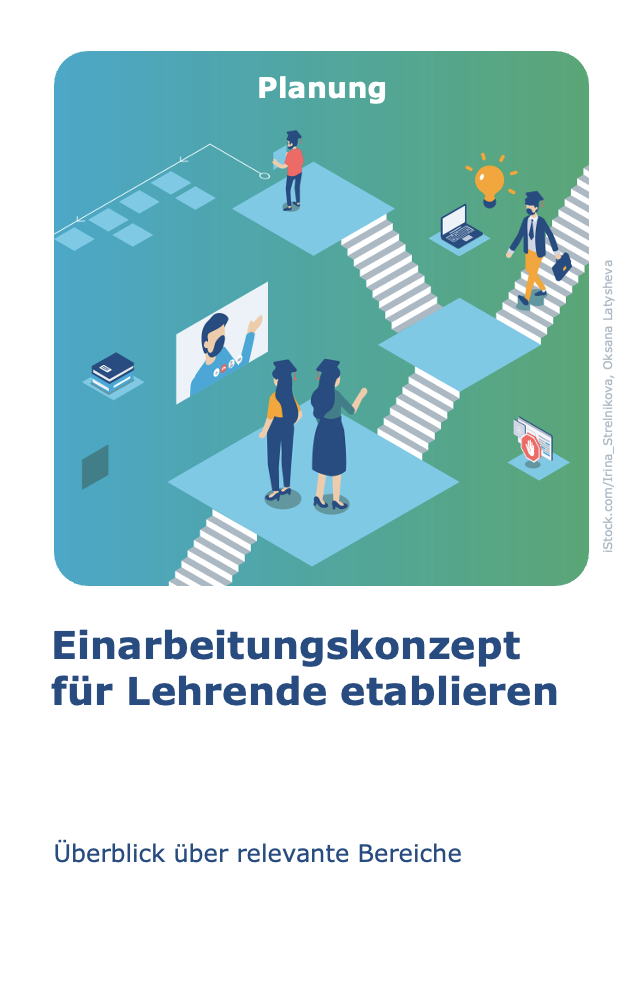 Planung
iStock.com/Irina_Strelnikova, Oksana Latysheva
Einarbeitungskonzept
für Lehrende etablieren
Überblick über relevante Bereiche